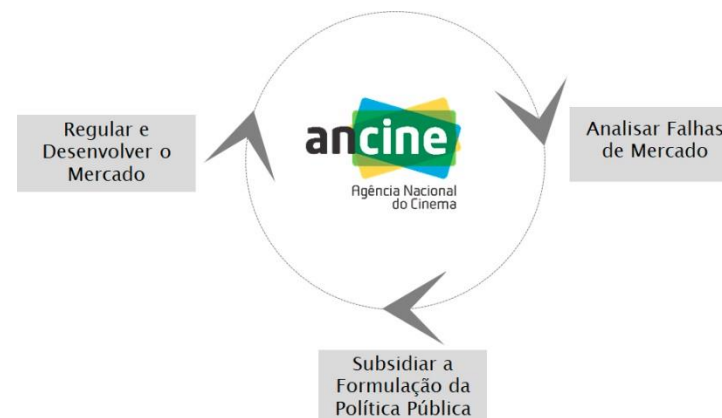 Regular e
Desenvolver o
Mercado
ancine
Agência Nacional
do Cinema
Analisar Falhas
de Mercado
Subsidiar a
Formulação da
Política Pública